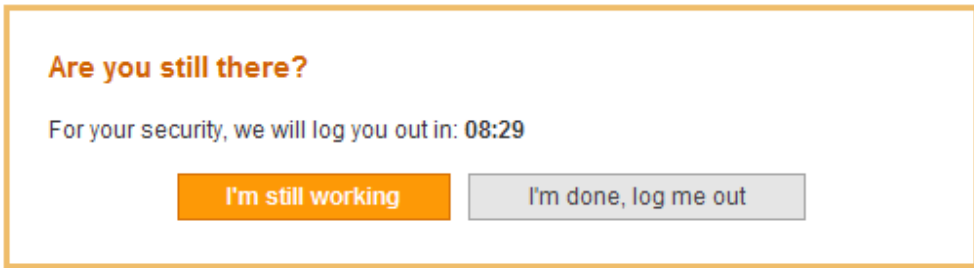 Are you still there?
For your security, we will log you out in: 08:29
I'm still working
I'm done, log me out